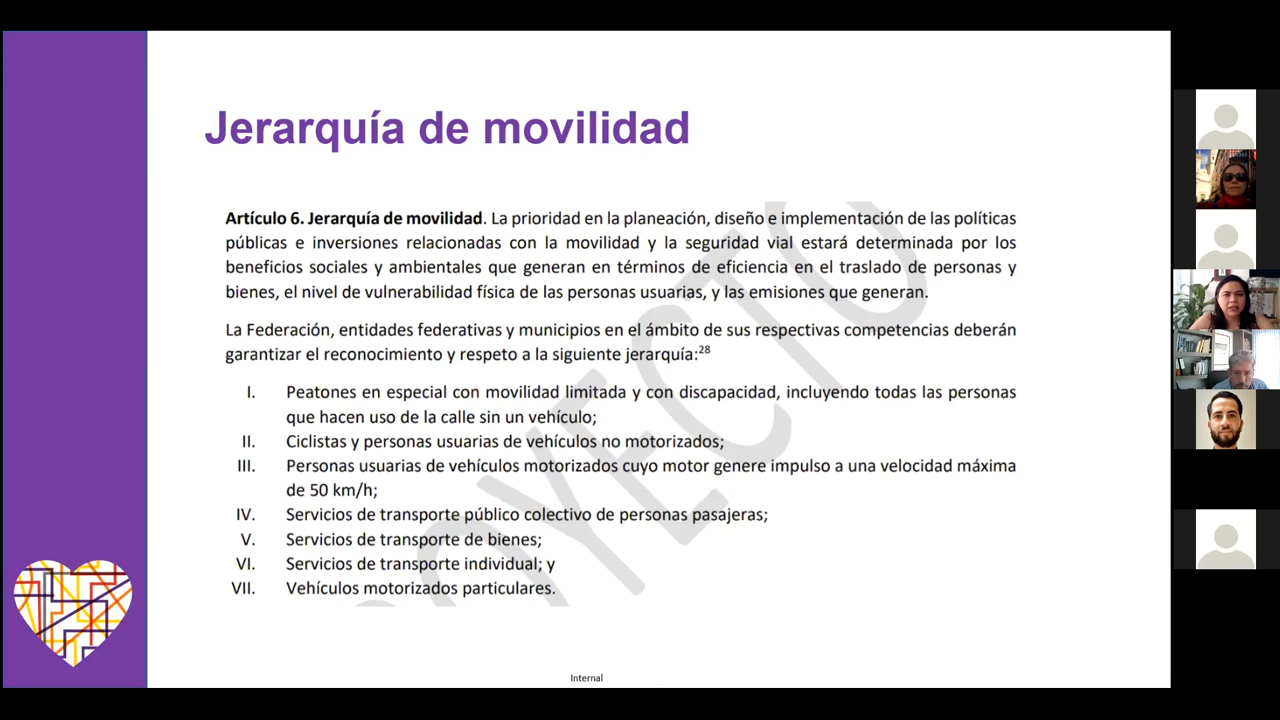 Jerarquía de movilidad
Artículo 6. Jerarquía de movilidad. La prioridad en la planeación, diseño e implementación de las políticas
públicas e inversiones relacionadas con la movilidad y la seguridad vial estará determinada por los
beneficios sociales y ambientales que generan en términos de eficiencia en el traslado de personas y
bienes, el nivel de vulnerabilidad física de las personas usuarias, y las emisiones que generan.
La Federación, entidades federativas y municipios en el ámbito de sus respectivas competencias deberán
garantizar el reconocimiento y respeto a la siguiente jerarquía:28
I. Peatones en especial con movilidad limitada y con discapacidad, incluyendo todas las personas
que hacen uso de la calle sin un vehículo;
II. Ciclistas y personas usuarias de vehículos no motorizados;
III. Personas usuarias de vehículos motorizados cuyo motor genere impulso a una velocidad máxima
de 50 km/h;
IV. Servicios de transporte público colectivo de personas pasajeras;
V. Servicios de transporte de bienes;
VI. Servicios de transporte individual; y
VII. Vehículos motorizados particulares.
OYECTO
Internal